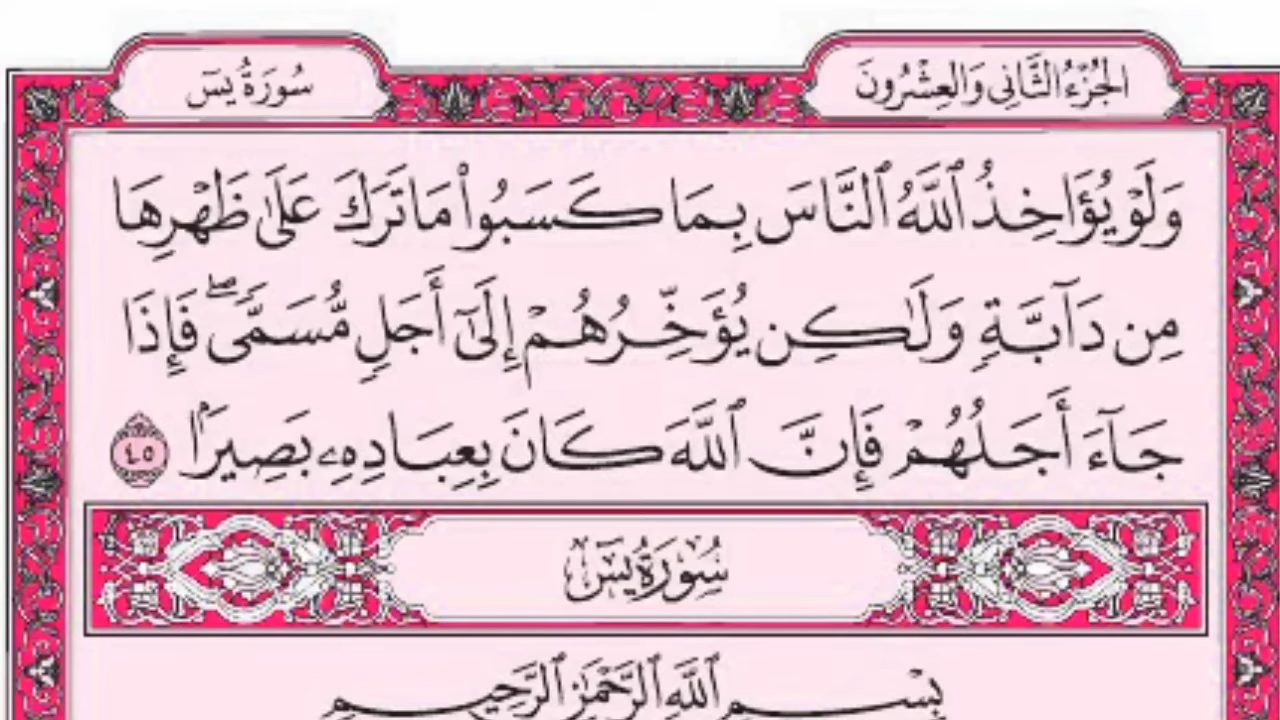 الجُزْءُ الثَّانِي وَالعِشْرُونَ
سُورَةُ يسٓ
وَلَوْ يُؤَاخِذُ ٱللَّهُ ٱلنَّاسَ بِمَا كَسَبُوا۟ مَا تَرَكَ عَلَىٰ ظَهْرِهَا
مِن دَآبَّةٍ وَلَٰكِن يُؤَخِّرُهُمْ إِلَىٰٓ أَجَلٍ مُّسَمًّى ۖ فَإِذَا
جَآءَ أَجَلُهُمْ فَإِنَّ ٱللَّهَ كَانَ بِعِبَادِهِۦ بَصِيرًۢا ٤٥
سُورَةُ يسٓ
بِسْمِ ٱللَّهِ ٱلرَّحْمَٰنِ ٱلرَّحِيمِ